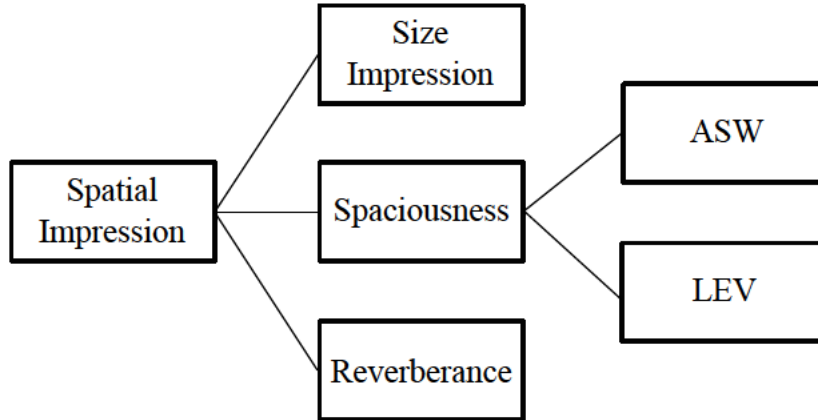 Spatial
Impression
Size
Impression
Spaciousness
Reverberance
ASW
LEV